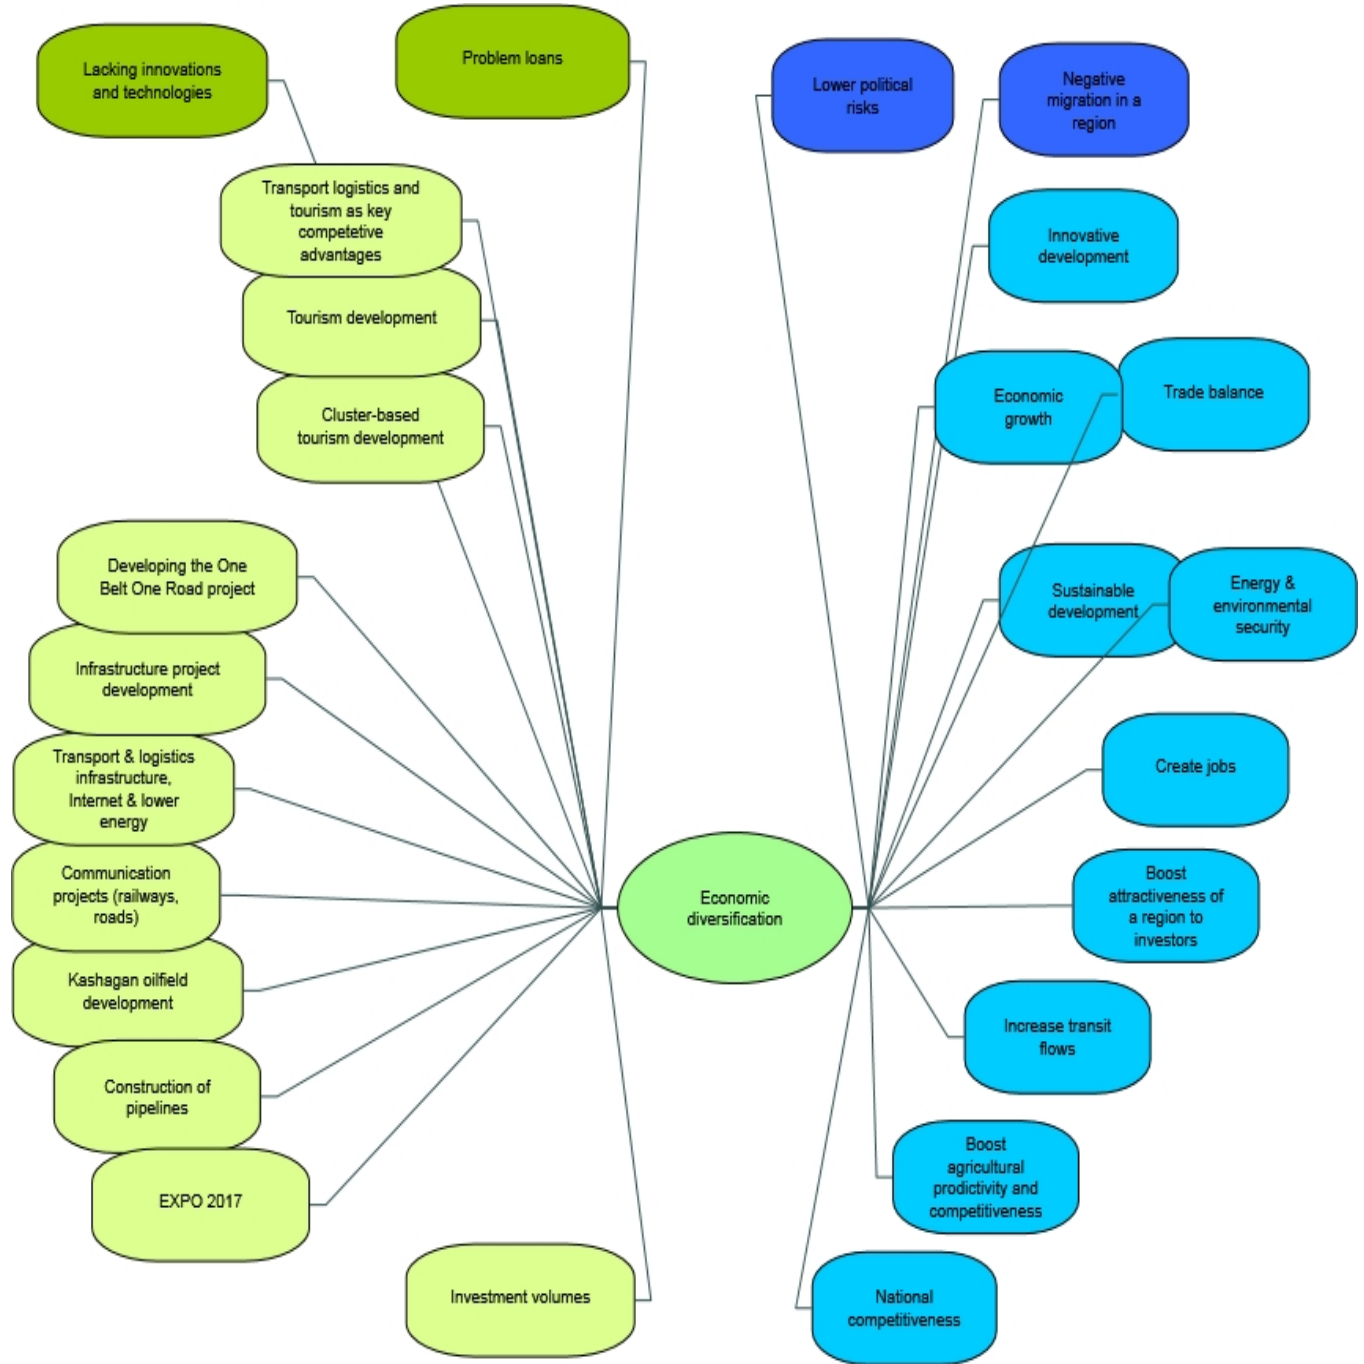 Lacking innovations
and technologies
Problem loans
Lower political
risks
Negative
migration in a
region
Transport logistics and
tourism as key
competetive
advantages
Innovative
development
Tourism development
Economic
growth
Trade balance
Cluster-based
tourism development
Developing the One
Belt One Road project
Sustainable
development
Energy &
environmental
security
Infrastructure project
development
Transport & logistics
infrastructure,
Internet & lower
energy
Create jobs
Communication
projects (railways,
roads)
Economic
diversification
Boost
attractiveness of
a region to
investors
Kashagan oilfield
development
Increase transit
flows
Construction of
pipelines
Boost
agricultural
prodictivity and
competitiveness
EXPO 2017
Investment volumes
National
competitiveness